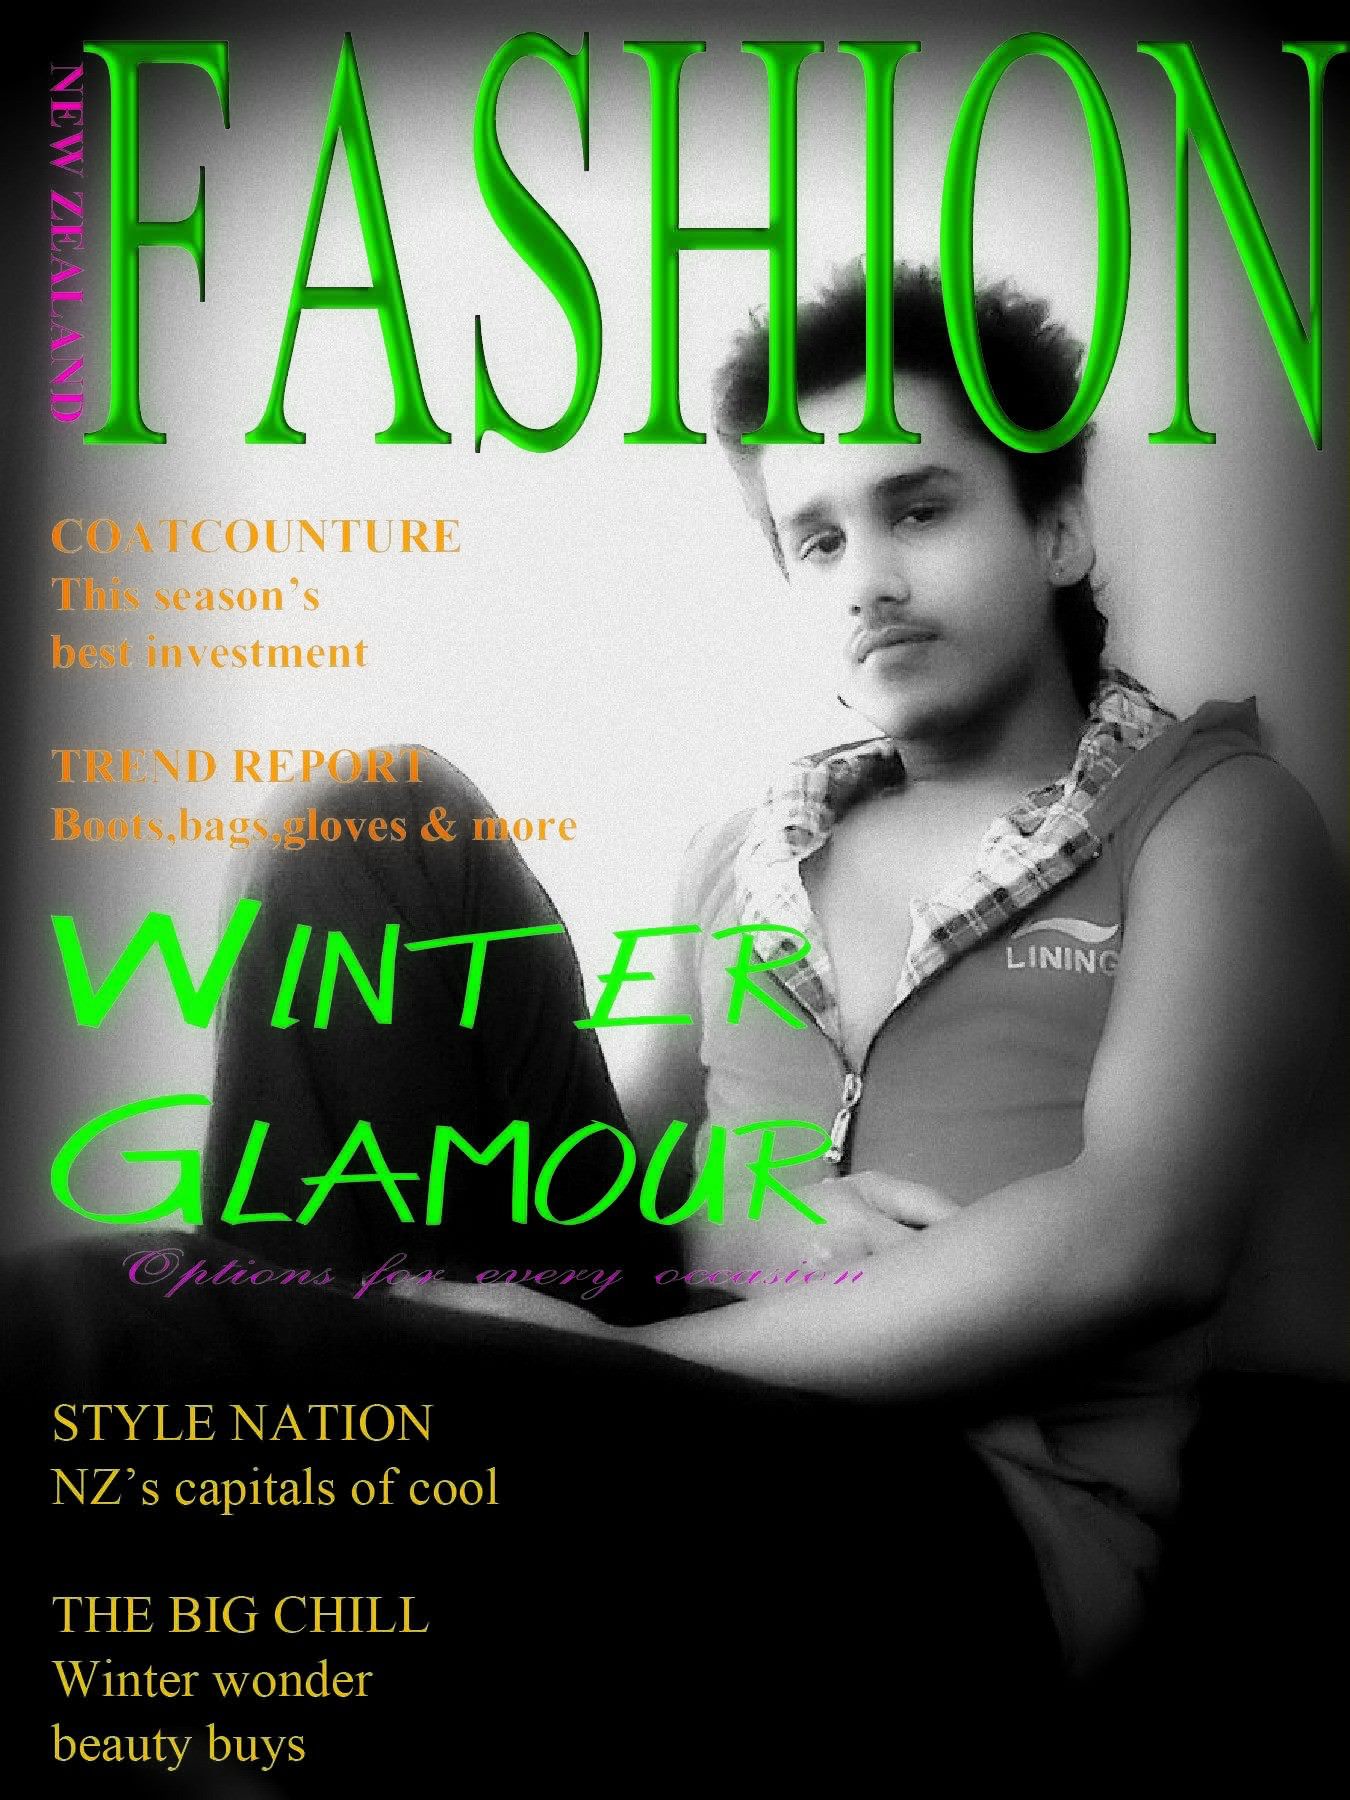 FASHION
NEW ZEALAND
COATCOUNTURE
This season’s
best investment
TREND REPORT
Boots,bags,gloves & more
LINING
WINTER
GLAMOUR
Options for every occasion
STYLE NATION
NZ’s capitals of cool
THE BIG CHILL
Winter wonder
beauty buys